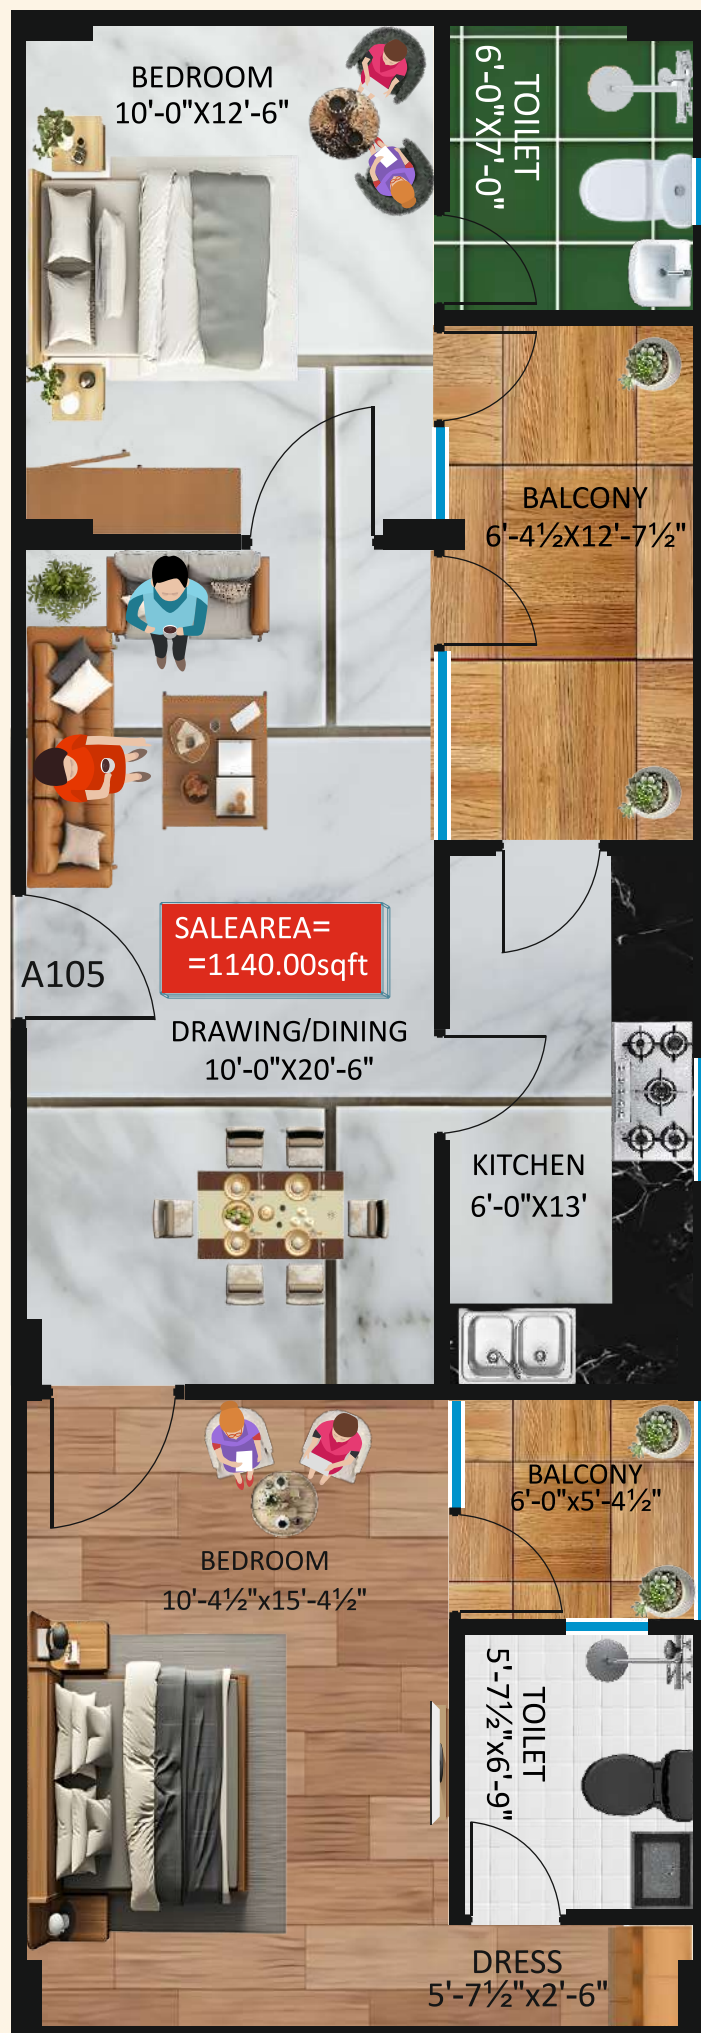 BEDROOM
10'-0"X12'-6"
TOILET
6'-0"X7'-0"
BALCONY
6'-4½X12'-7½"
SALEAREA=
=1140.00sqft
A105
DRAWING/DINING
10'-0"X20'-6"
KITCHEN
6'-0"X13'
BALCONY
6'-0x5'-4½"
BEDROOM
10'-4½"x15'-4½"
TOILET
5'-7½"x6'-9"
DRESS
5'-7½"x2'-6"